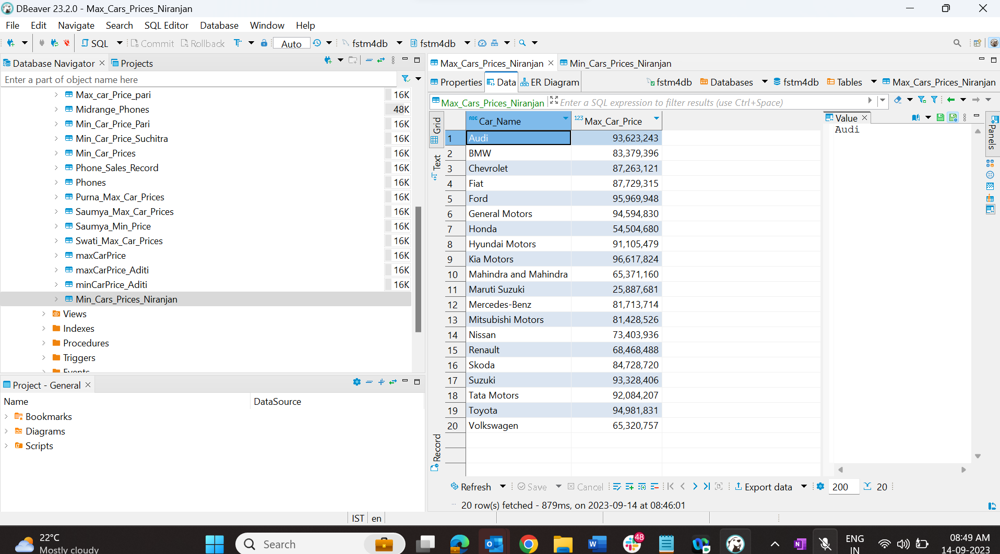 DBeaver 23.2.0 - Max_Cars_Prices_Niranjan
File Edit Navigate Search SQL Editor Database Window Help
SQL Commit Rollback Auto fstm4db fstm4db
Database Navigator Projects
Enter a part of object name here
Max_car_Price_pari 16K
Midrange_Phones 48K
Min_Car_Price_Pari 16K
Min_Car_Price_Suchitra 16K
Min_Car_Prices 16K
Phone_Sales_Record 16K
Phones 16K
Purna_Max_Car_Prices 16K
Saumya_Max_Car_Prices 16K
Saumya_Min_Price 16K
Swati_Max_Car_Prices 16K
maxCarPrice 16K
maxCarPrice_Aditi 16K
minCarPrice_Aditi 16K
Min_Cars_Prices_Niranjan
Views
Indexes
Procedures
Triggers
Events
Project - General
Name DataSource
Bookmarks
Diagrams
Scripts
Max_Cars_Prices_Niranjan Min_Cars_Prices_Niranjan
Properties Data ER Diagram fstm4db Databases fstm4db Tables Max_Cars_Prices_Niranjan
Max_Cars_Prices_Niranjan Enter a SQL expression to filter results (use Ctrl+Space)
Grid
Text
Record
ABC Car_Name 123 Max_Car_Price
1 Audi 93,623,243
2 BMW 83,379,396
3 Chevrolet 87,263,121
4 Fiat 87,729,315
5 Ford 95,969,948
6 General Motors 94,594,830
7 Honda 54,504,680
8 Hyundai Motors 91,105,479
9 Kia Motors 96,617,824
10 Mahindra and Mahindra 65,371,160
11 Maruti Suzuki 25,887,681
12 Mercedes-Benz 81,713,714
13 Mitsubishi Motors 81,428,526
14 Nissan 73,403,936
15 Renault 68,468,488
16 Skoda 84,728,720
17 Suzuki 93,328,406
18 Tata Motors 92,084,207
19 Toyota 94,981,831
20 Volkswagen 65,320,757
Value
Audi
Panels
Refresh Save Cancel Export data 200 20
20 row(s) fetched - 879ms, on 2023-09-14 at 08:46:01
IST en
22°C
Mostly cloudy
Search
48
ENG
IN
08:49 AM
14-09-2023